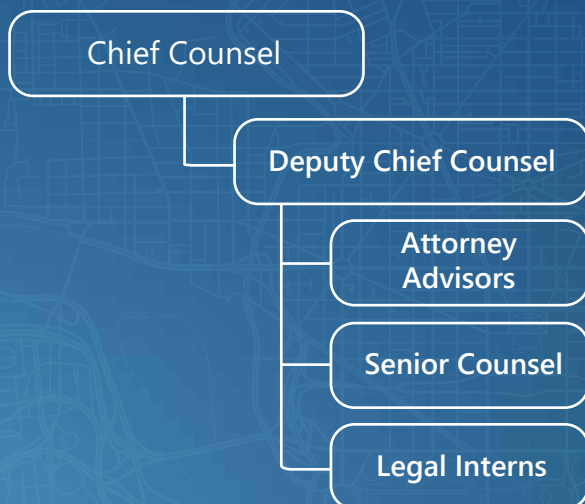 Chief Counsel
Deputy Chief Counsel
Attorney
Advisors
Senior Counsel
Legal Interns